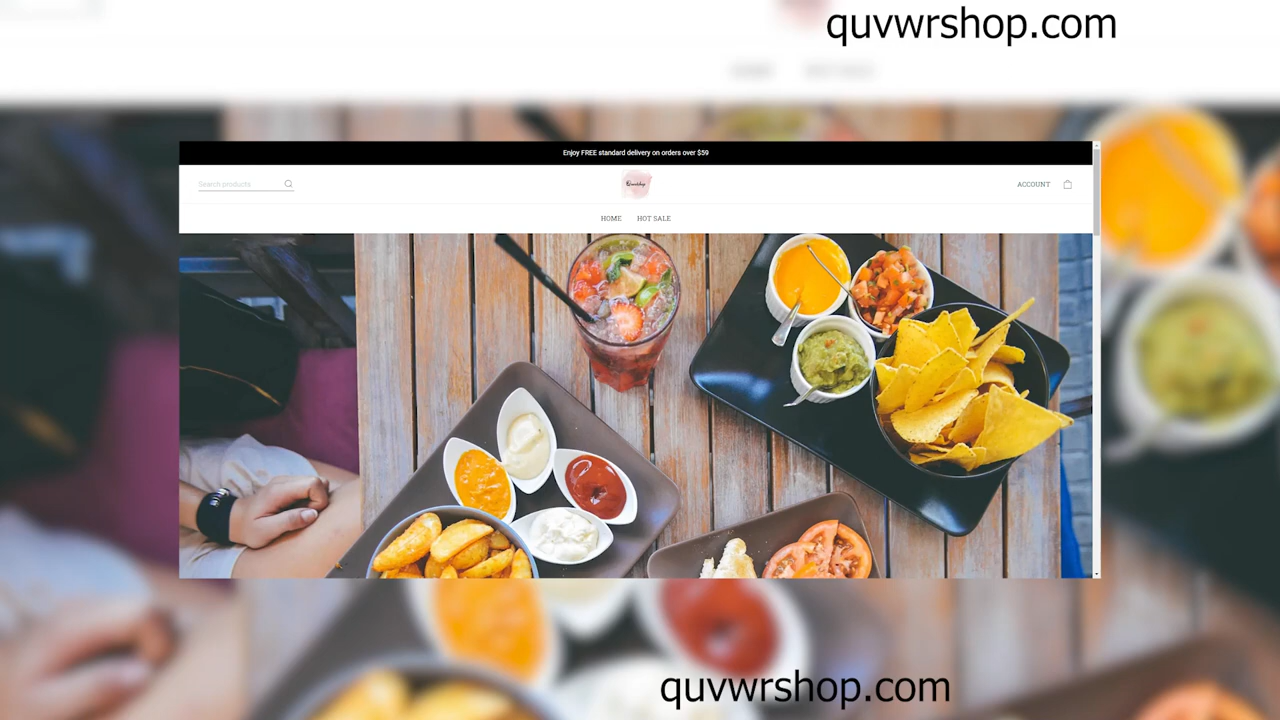 quvwrshop.com
Enjoy FREE standard delivery on orders over $59
Search products
ACCOUNT
HOME
HOT SALE
quvwrshop.com